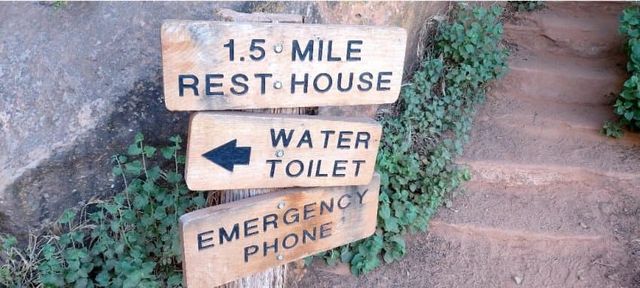 1.5 MILE
REST HOUSE
WATER
TOILET
EMERGENCY
PHONE